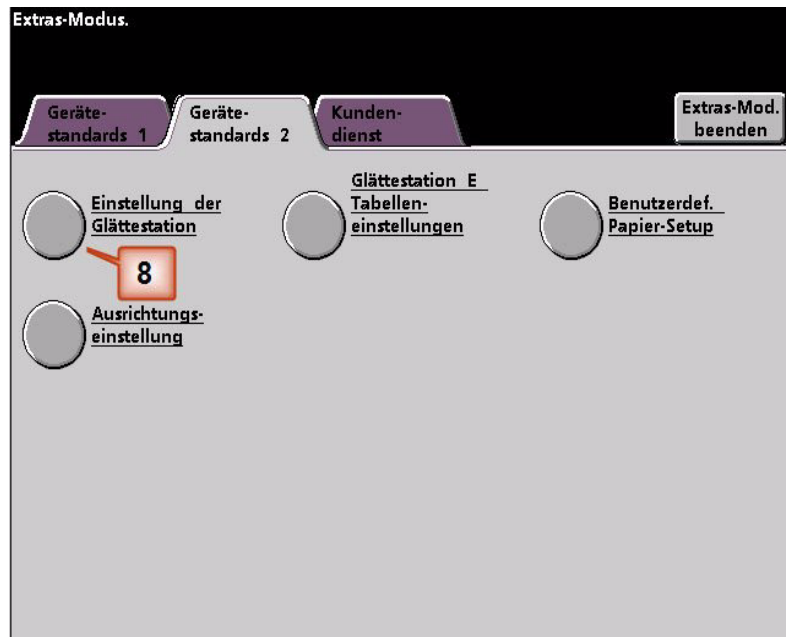 Extras-Modus.
Geräte-
standards 1
Geräte-
standards 2
Kunden-
dienst
Extras-Mod.
beenden
Einstellung der
Glättestation
8
Glättestation E
Tabellen-
einstellungen
Benutzerdef.
Papier-Setup
Ausrichtungs-
einstellung